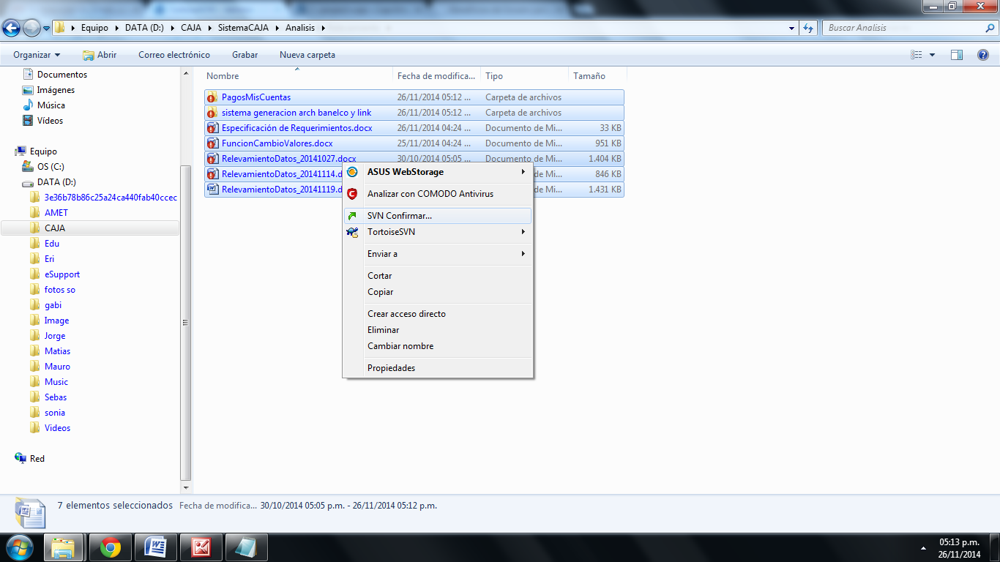 Equipo DATA (D:) CAJA SistemaCAJA Analisis
Buscar Analisis
Organizar Abrir Correo electrónico Grabar Nueva carpeta
Documentos
Imágenes
Música
Vídeos
Equipo
OS (C:)
DATA (D:)
3e36b78b86c25a24ca440fab40ccec
AMET
CAJA
Edu
Eri
eSupport
fotos so
gabi
Image
Jorge
Matias
Mauro
Music
Sebas
sonia
Videos
Red
Nombre Fecha de modifica... Tipo Tamaño
PagosMisCuentas 26/11/2014 05:12 ... Carpeta de archivos
sistema generacion arch banelco y link 26/11/2014 05:12 ... Carpeta de archivos
Especificación de Requerimientos.docx 26/11/2014 04:24 ... Documento de Mi... 33 KB
FuncionCambioValores.docx 25/11/2014 04:24 ... Documento de Mi... 951 KB
RelevamientoDatos_20141027.docx 30/10/2014 05:05 ... Documento de Mi... 1.404 KB
RelevamientoDatos_20141114.d de Mi... 846 KB
RelevamientoDatos_20141119.d de Mi... 1.431 KB
ASUS WebStorage
Analizar con COMODO Antivirus
SVN Confirmar...
TortoiseSVN
Enviar a
Cortar
Copiar
Crear acceso directo
Eliminar
Cambiar nombre
Propiedades
7 elementos seleccionados Fecha de modifica... 30/10/2014 05:05 p.m. - 26/11/2014 05:12 p.m.
05:13 p.m.
26/11/2014